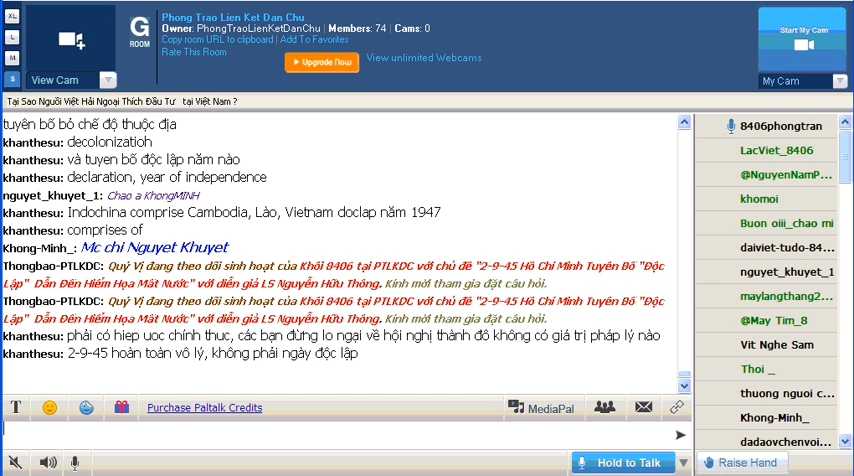 XL
L
M
S
View Cam
G
ROOM
Phong Trao Lien Ket Dan Chu
Owner: PhongTraoLienKetDanChu | Members: 74 | Cams: 0
Copy room URL to clipboard | Add To Favorites
Rate This Room
Upgrade Now
View unlimited Webcams
Start My Cam
My Cam
Tại Sao Nguồi Việt Hải Ngoại Thích Đầu Tư tại Việt Nam ?
tuyên bố bỏ chế độ thuộc địa
khanthesu: decolonizatioh
khanthesu: và tuyen bố độc lập năm nào
khanthesu: declaration, year of independence
nguyet_khuyet_1: Chao a KhongMINH
khanthesu: Indochina comprise Cambodia, Lào, Vietnam doclap năm 1947
khanthesu: comprises of
Khong-Minh_: Mc chi Nguyet Khuyet
Thongbao-PTLKDC: Quý Vị đang theo dõi sinh hoạt của Khối 8406 tại PTLKDC với chủ đề "2-9-45 Hồ Chí Minh Tuyên Bố "Độc
Lập" Dẫn Đến Hiểm Họa Mất Nước" với diễn giả LS Nguyễn Hữu Thống. Kính mời tham gia đặt câu hỏi.
Thongbao-PTLKDC: Quý Vị đang theo dõi sinh hoạt của Khối 8406 tại PTLKDC với chủ đề "2-9-45 Hồ Chí Minh Tuyên Bố "Độc
Lập" Dẫn Đến Hiểm Họa Mất Nước" với diễn giả LS Nguyễn Hữu Thống. Kính mời tham gia đặt câu hỏi.
khanthesu: phải có hiep uoc chính thuc, các bạn đừng lo ngại về hội nghị thành đô không có giá trị pháp lý nào
khanthesu: 2-9-45 hoàn toàn vô lý, không phải ngày độc lập
8406phongtran
LacViet_8406
@NguyenNamP...
khomoi
Buon oiii_chao mi
daiviet-tudo-84...
nguyet_khuyet_1
maylangthang2...
@May Tim_8
Vit Nghe Sam
Thoi _
thuong nguoi c...
Khong-Minh_
dadaovchenvoi...
T
Purchase Paltalk Credits
MediaPal
Hold to Talk
Raise Hand